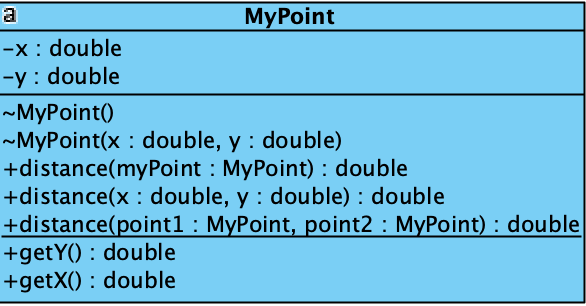 a
MyPoint
-x : double
-y : double
~MyPoint()
~MyPoint(x : double, y : double)
+distance(myPoint : MyPoint) : double
+distance(x : double, y : double) : double
+distance(point1 : MyPoint, point2 : MyPoint) : double
+getY() : double
+getX() : double